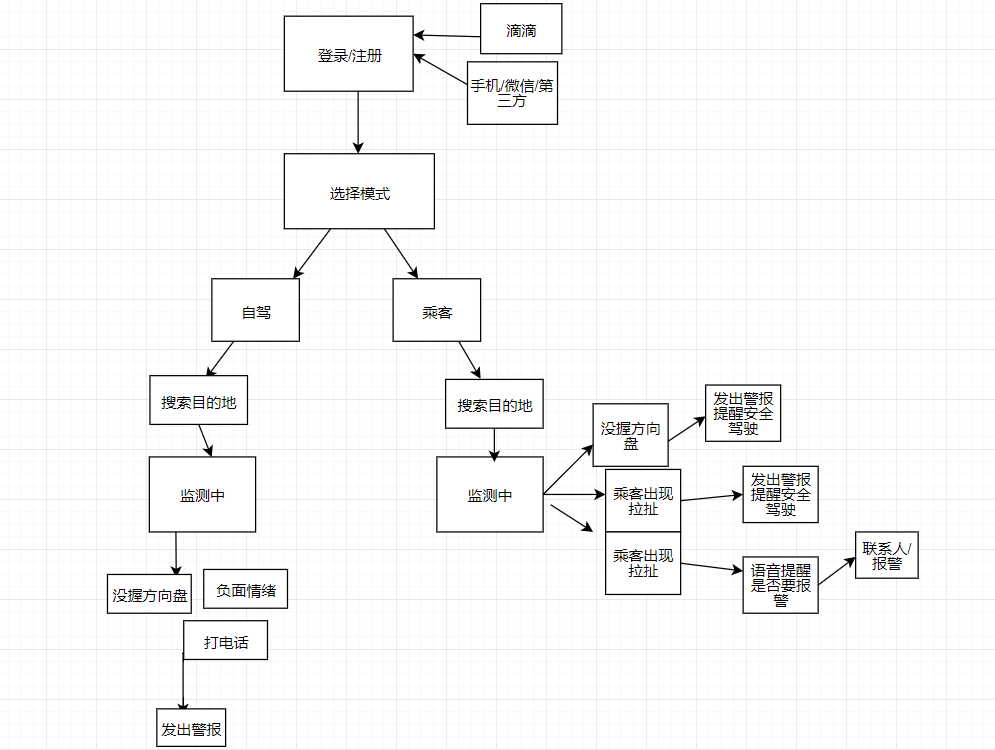 滴滴
登录/注册
手机/微信/第
三方
选择模式
自驾
乘客
搜索目的地
搜索目的地
没握方向
盘
发出警报
提醒安全
驾驶
监测中
监测中
乘客出现
拉扯
发出警报
提醒安全
驾驶
乘客出现
拉扯
语音提醒
是否要报
警
联系人/
报警
没握方向盘
负面情绪
打电话
发出警报